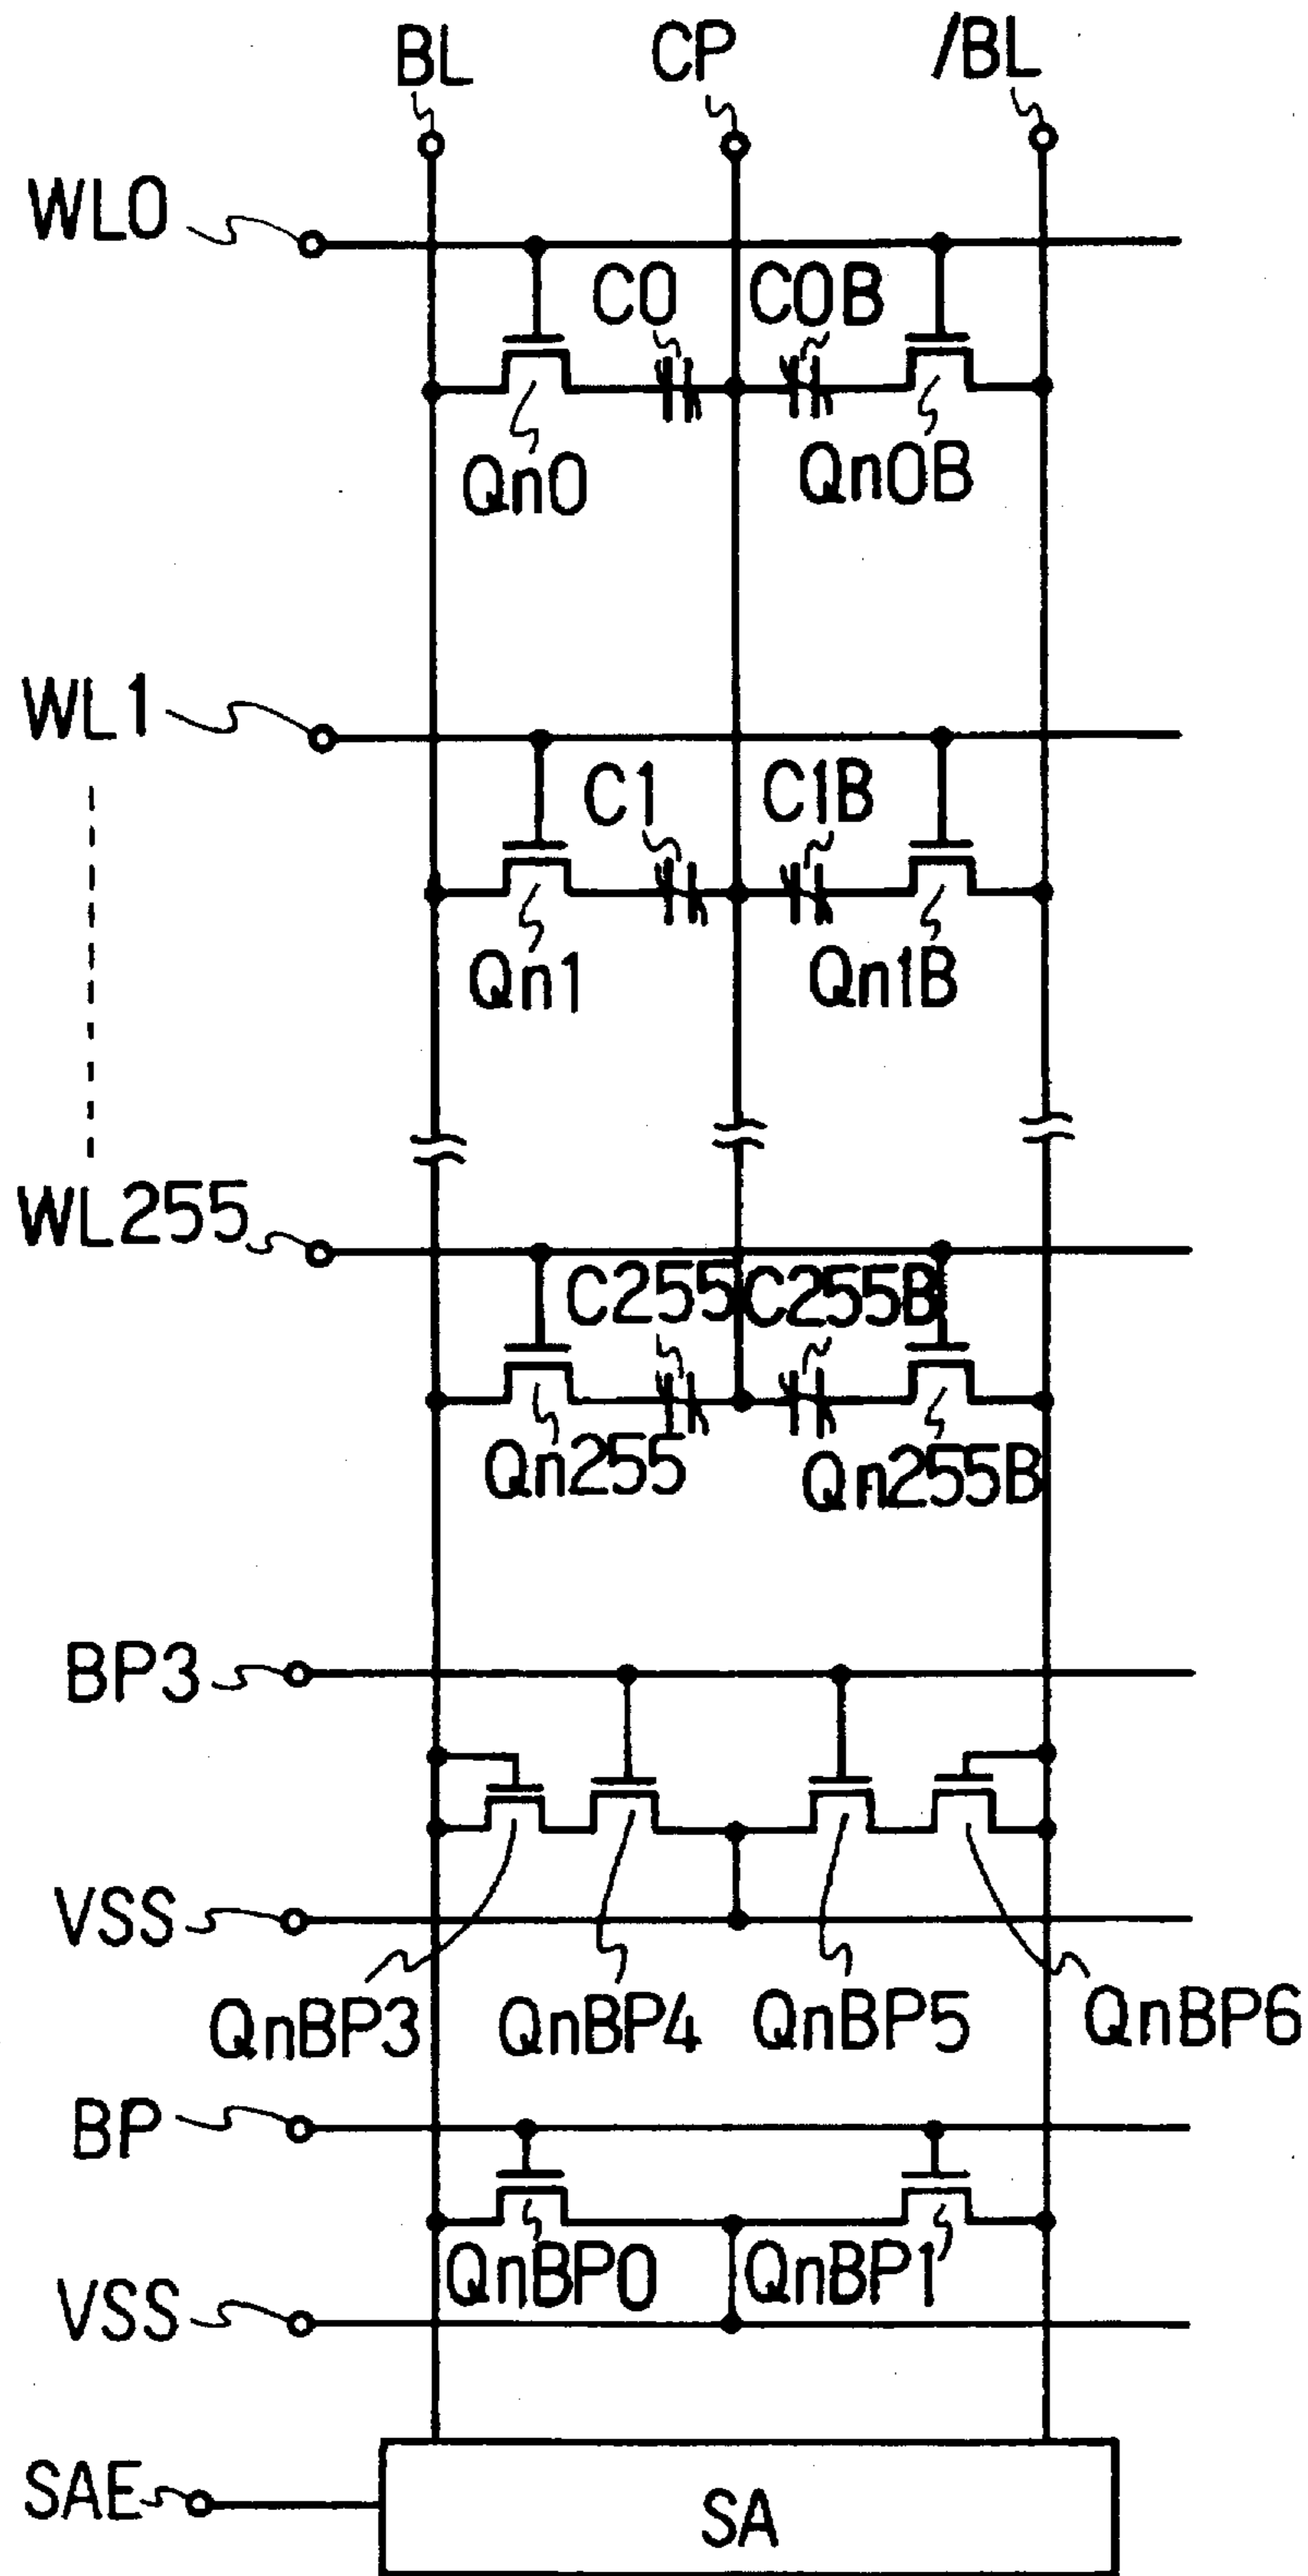 BL CP /BL
WL0
C0 C0B
Qn0 Qn0B
WL1
C1 C1B
Qn1 Qn1B
WL255
C255 C255B
Qn255 Qn255B
BP3
VSS
QnBP3 QnBP4 QnBP5 QnBP6
BP
QnBP0 QnBP1
VSS
SAE SA